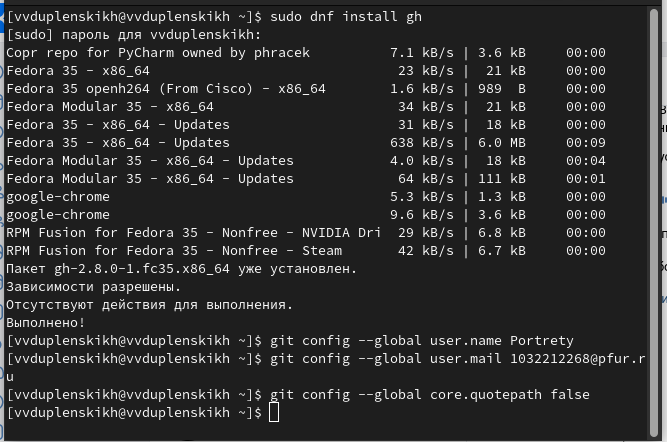 [vvduplenskikh@vvduplenskikh ~]$ sudo dnf install gh
[sudo] пароль для vvduplenskikh:
Copr repo for PyCharm owned by phracek 7.1 kB/s | 3.6 kB 00:00
Fedora 35 - x86_64 23 kB/s | 21 kB 00:00
Fedora 35 openh264 (From Cisco) - x86_64 1.6 kB/s | 989 B 00:00
Fedora Modular 35 - x86_64 34 kB/s | 21 kB 00:00
Fedora 35 - x86_64 - Updates 31 kB/s | 18 kB 00:00
Fedora 35 - x86_64 - Updates 638 kB/s | 6.0 MB 00:09
Fedora Modular 35 - x86_64 - Updates 4.0 kB/s | 18 kB 00:04
Fedora Modular 35 - x86_64 - Updates 64 kB/s | 111 kB 00:01
google-chrome 5.3 kB/s | 1.3 kB 00:00
google-chrome 9.6 kB/s | 3.6 kB 00:00
RPM Fusion for Fedora 35 - Nonfree - NVIDIA Dri 29 kB/s | 6.8 kB 00:00
RPM Fusion for Fedora 35 - Nonfree - Steam 42 kB/s | 6.7 kB 00:00
Пакет gh-2.8.0-1.fc35.x86_64 уже установлен.
Зависимости разрешены.
Отсутствуют действия для выполнения.
Выполнено!
[vvduplenskikh@vvduplenskikh ~]$ git config --global user.name Portrety
[vvduplenskikh@vvduplenskikh ~]$ git config --global user.mail 1032212268@pfur.r
u
[vvduplenskikh@vvduplenskikh ~]$ git config --global core.quotepath false
[vvduplenskikh@vvduplenskikh ~]$